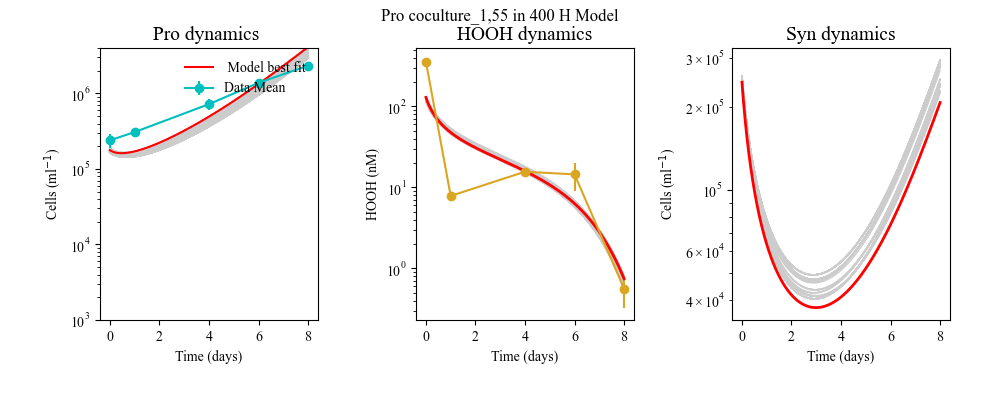 Pro coculture_1,55 in 400 H Model
Pro dynamics
HOOH dynamics
Syn dynamics
Model best fit
Data Mean
Cells (ml⁻¹)
10⁶
10⁵
10⁴
10³
0 2 4 6 8
Time (days)
HOOH (nM)
10²
10¹
10⁰
0 2 4 6 8
Time (days)
Cells (ml⁻¹)
3 × 10⁵
2 × 10⁵
10⁵
6 × 10⁴
4 × 10⁴
0 2 4 6 8
Time (days)